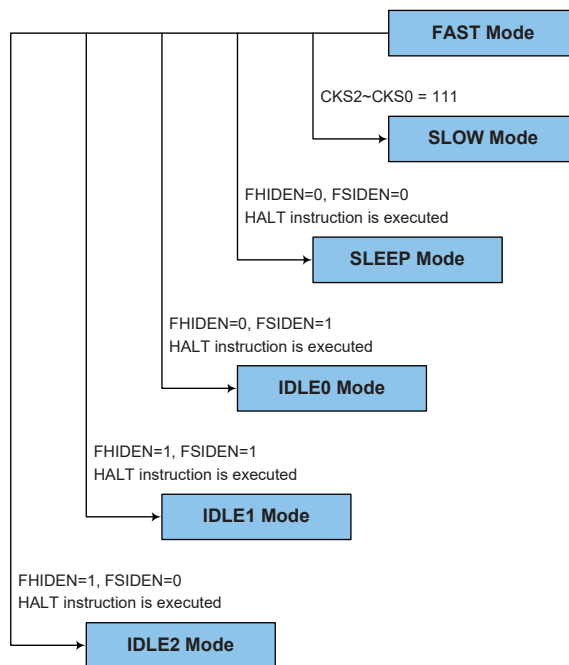 FAST Mode
CKS2~CKS0 = 111
SLOW Mode
FHIDEN=0, FSIDEN=0
HALT instruction is executed
SLEEP Mode
FHIDEN=0, FSIDEN=1
HALT instruction is executed
IDLE0 Mode
FHIDEN=1, FSIDEN=1
HALT instruction is executed
IDLE1 Mode
FHIDEN=1, FSIDEN=0
HALT instruction is executed
IDLE2 Mode